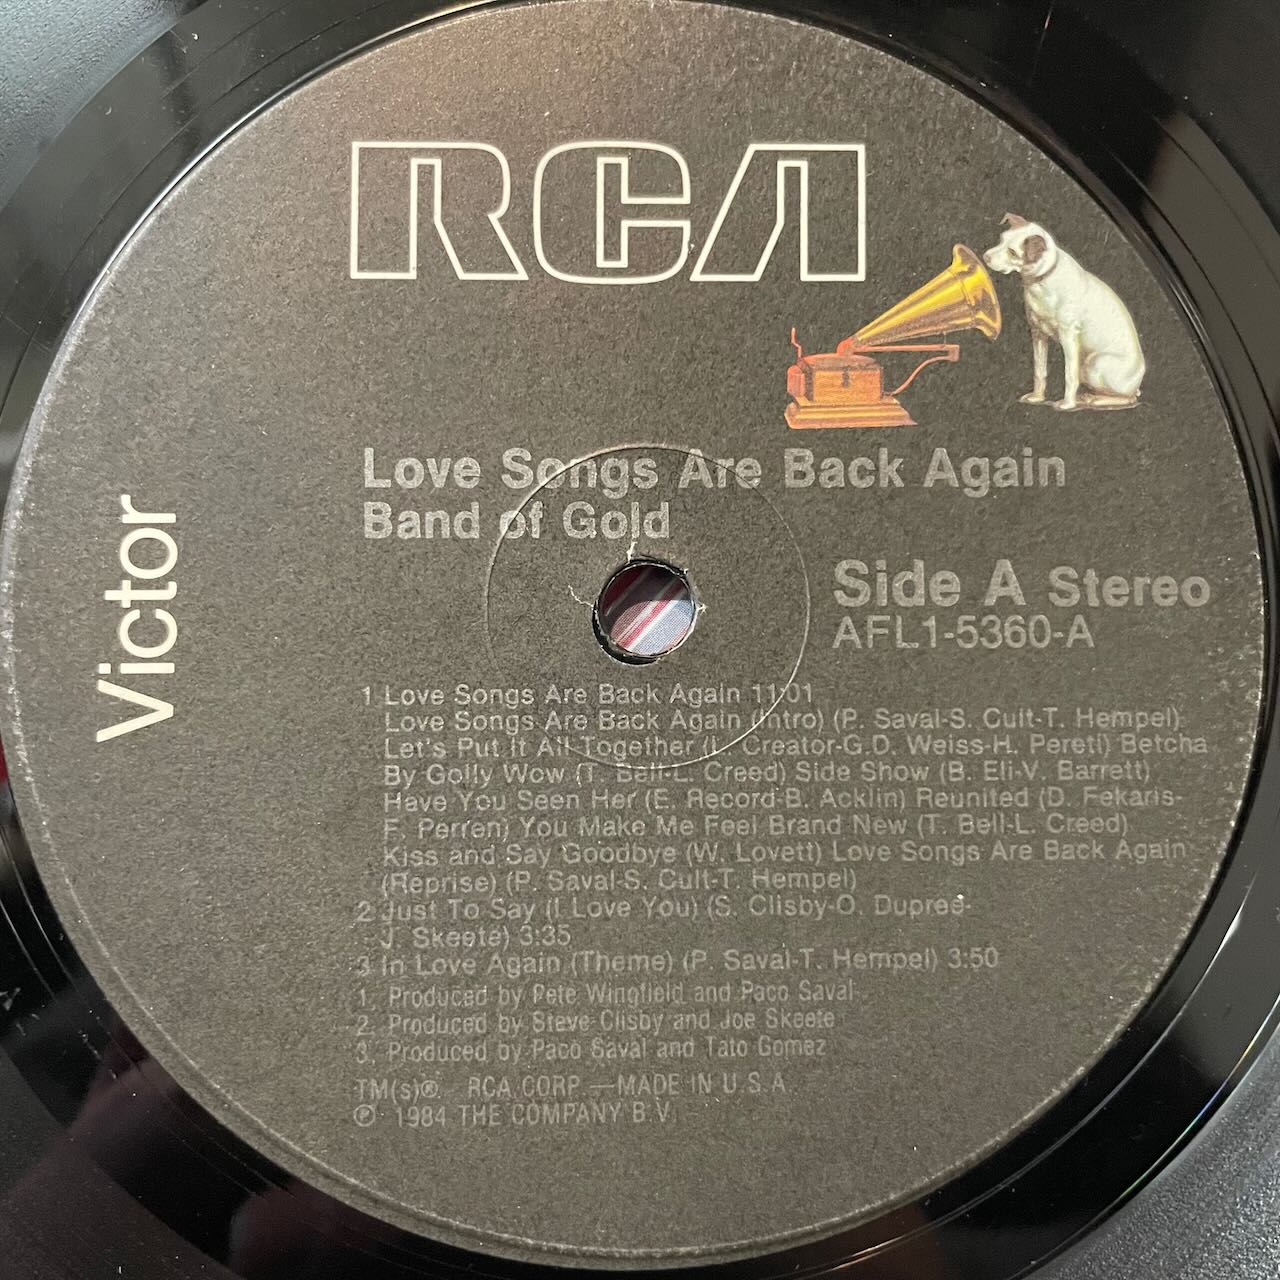 RCA
Victor
Love Songs Are Back Again
Band of Gold
Side A Stereo
AFL1-5360-A
1 Love Songs Are Back Again 11:01
Love Songs Are Back Again (Intro) (P. Saval-S. Cult-T. Hempel)
Let's Put It All Together (L. Creator-G.D. Weiss-H. Pereti) Betcha
By Golly Wow (T. Bell-L. Creed) Side Show (B. Eli-V. Barrett)
Have You Seen Her (E. Record-B. Acklin) Reunited (D. Fekaris-
F. Perren) You Make Me Feel Brand New (T. Bell-L. Creed)
Kiss and Say Goodbye (W. Lovett) Love Songs Are Back Again
(Reprise) (P. Saval-S. Cult-T. Hempel)
2 Just To Say (I Love You) (S. Clisby-O. Dupree-
J. Skeete) 3:35
3 In Love Again (Theme) (P. Saval-T. Hempel) 3:50
1. Produced by Pete Wingfield and Paco Saval
2. Produced by Steve Clisby and Joe Skeete
3. Produced by Paco Saval and Tato Gomez
TM(s)® RCA CORP.—MADE IN U.S.A.
℗ 1984 THE COMPANY B.V.